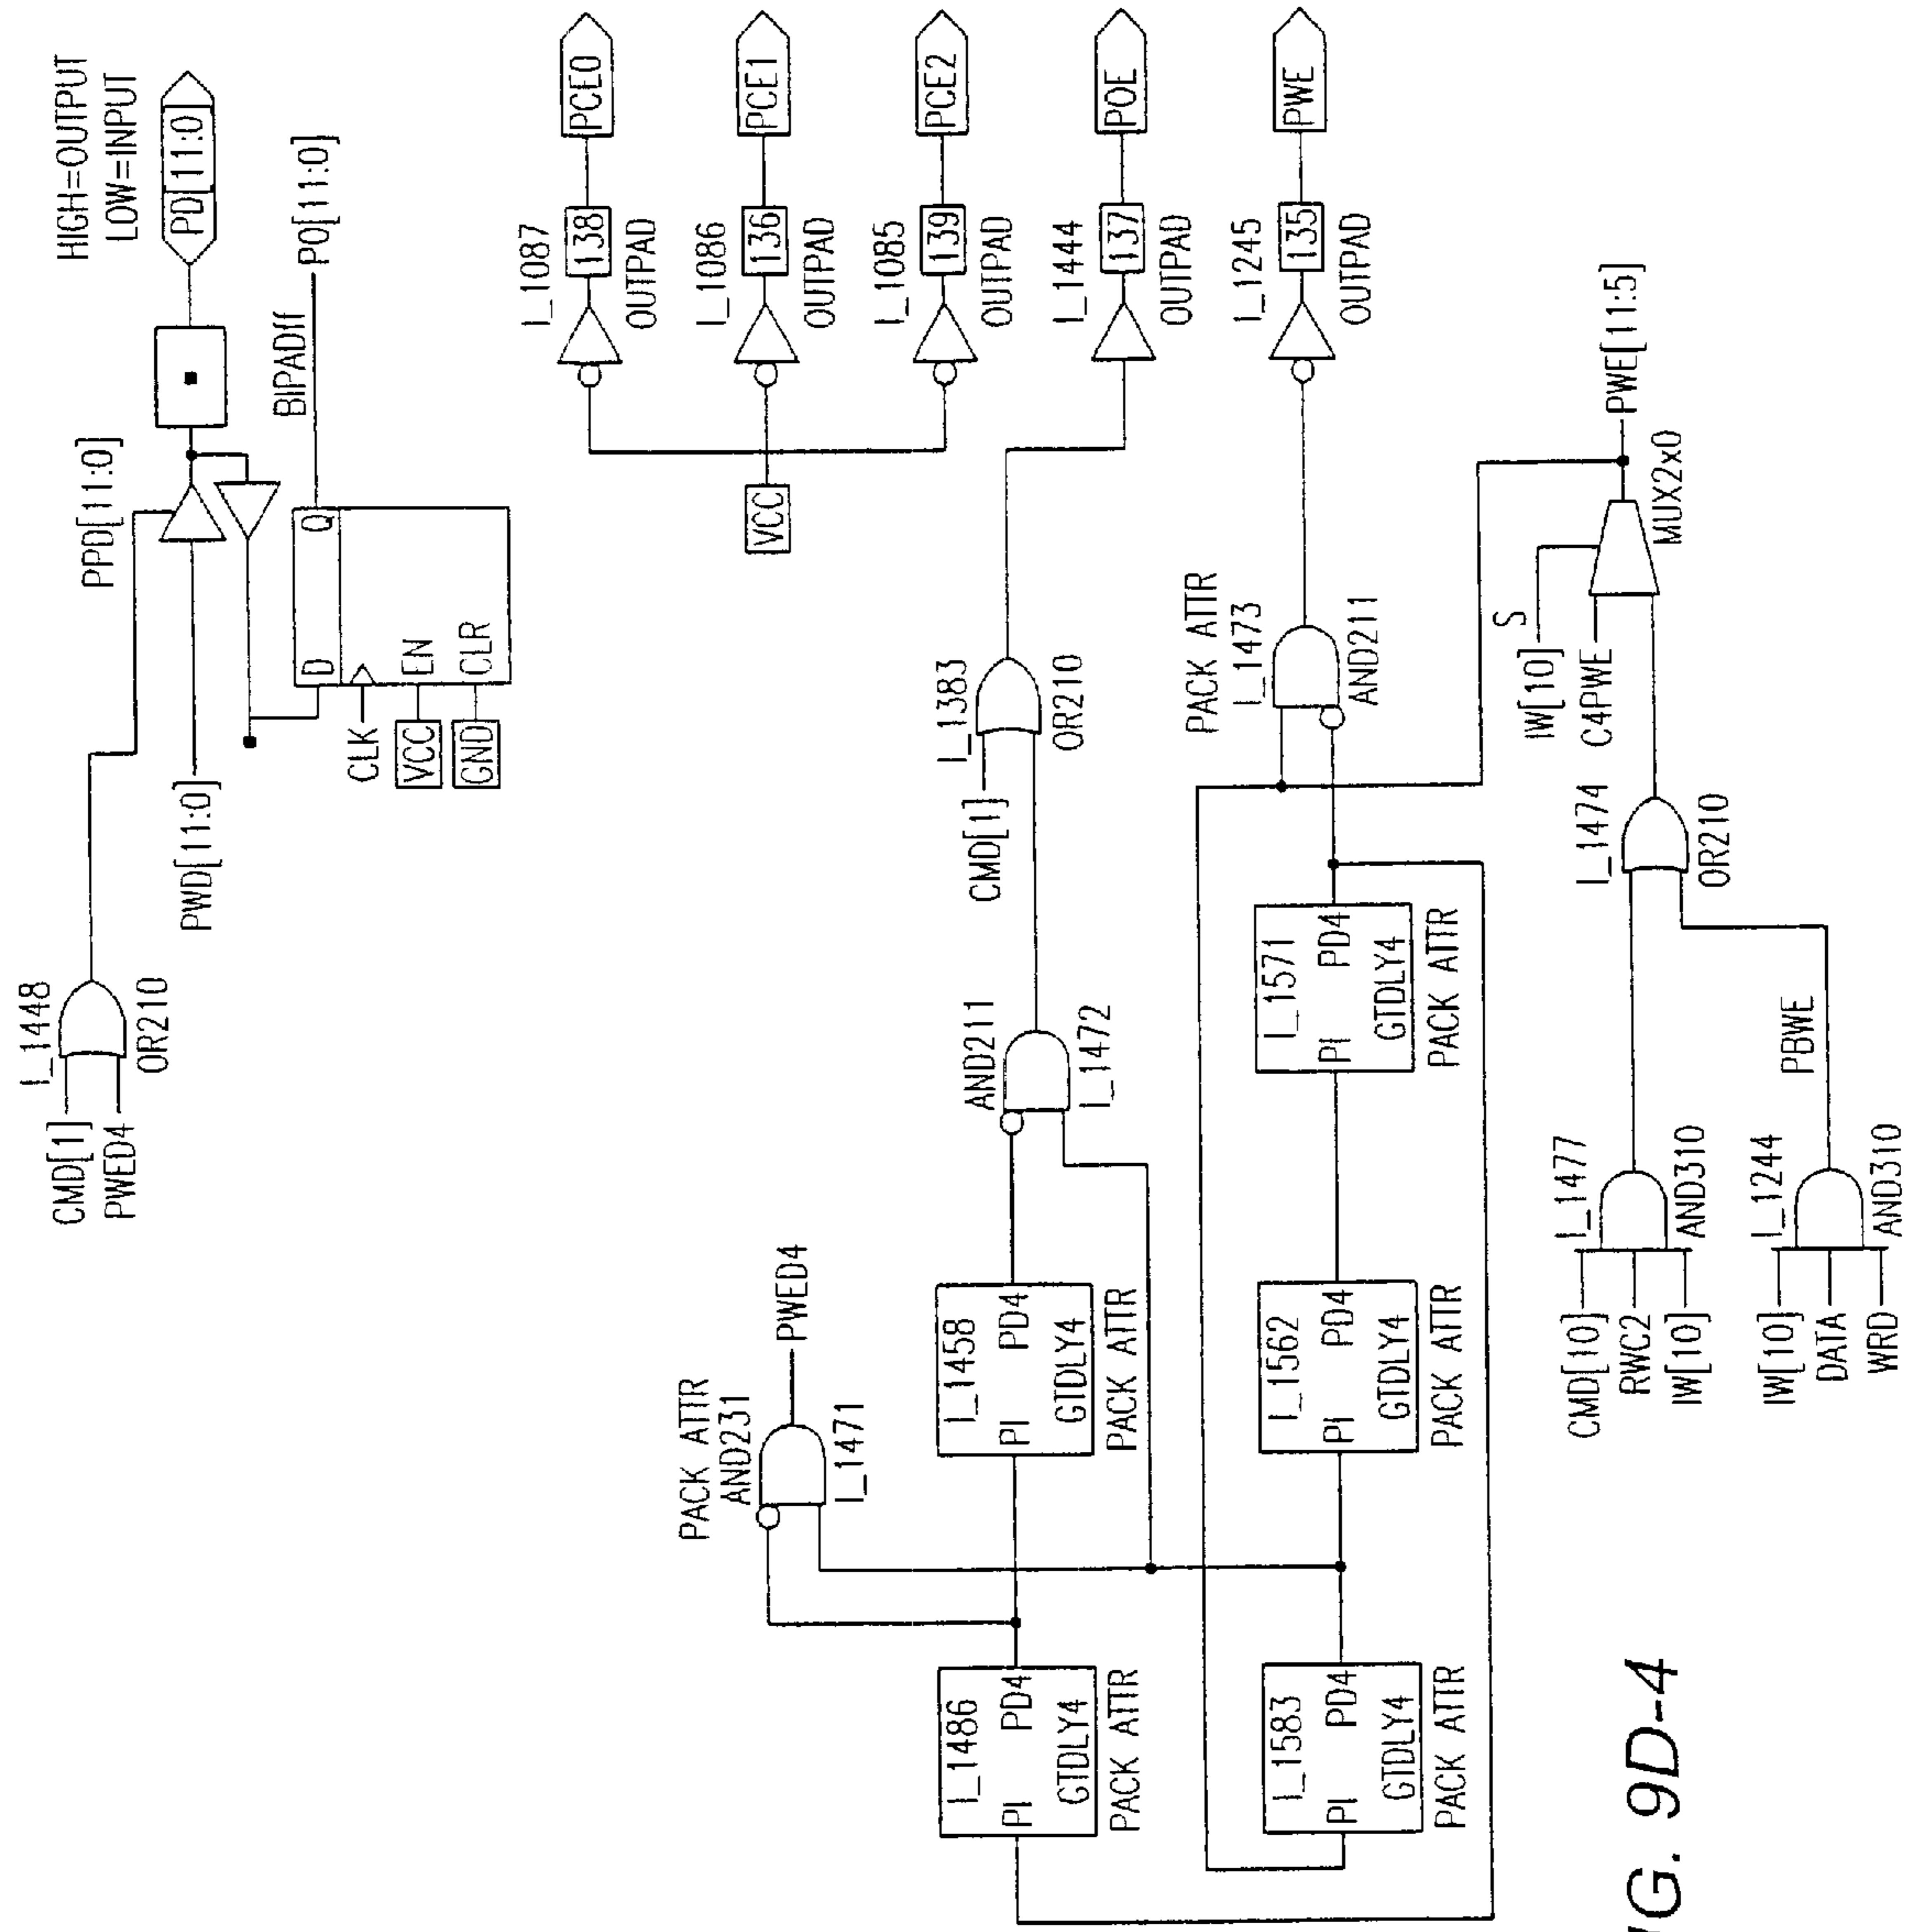 HIGH=OUTPUT
LOW=INPUT
PD[11:0]
PPD[11:0]
I_1448
CMD[1]
PWED4
OR210
PWD[11:0]
BIPADff
PO[11:0]
D
Q
CLK
EN
VCC
CLR
GND
I_1087
138
PCE0
OUTPAD
I_1086
136
PCE1
OUTPAD
I_1085
139
PCE2
OUTPAD
VCC
I_1444
137
POE
OUTPAD
I_1245
135
PWE
OUTPAD
I_1383
CMD[1]
OR210
PACK ATTR
AND231
I_1471
PWED4
AND211
I_1472
I_1486
PI
PD4
GTDLY4
PACK ATTR
I_1458
PI
PD4
GTDLY4
PACK ATTR
PACK ATTR
I_1473
AND211
I_1583
PI
PD4
GTDLY4
PACK ATTR
I_1562
PI
PD4
GTDLY4
PACK ATTR
I_1571
PI
PD4
GTDLY4
PACK ATTR
S
IW[10]
C4PWE
MUX2x0
PWE[11:5]
I_1477
CMD[10]
RWC2
IW[10]
AND310
I_1474
OR210
I_1244
IW[10]
DATA
WRD
AND310
PBWE
IG. 9D-4